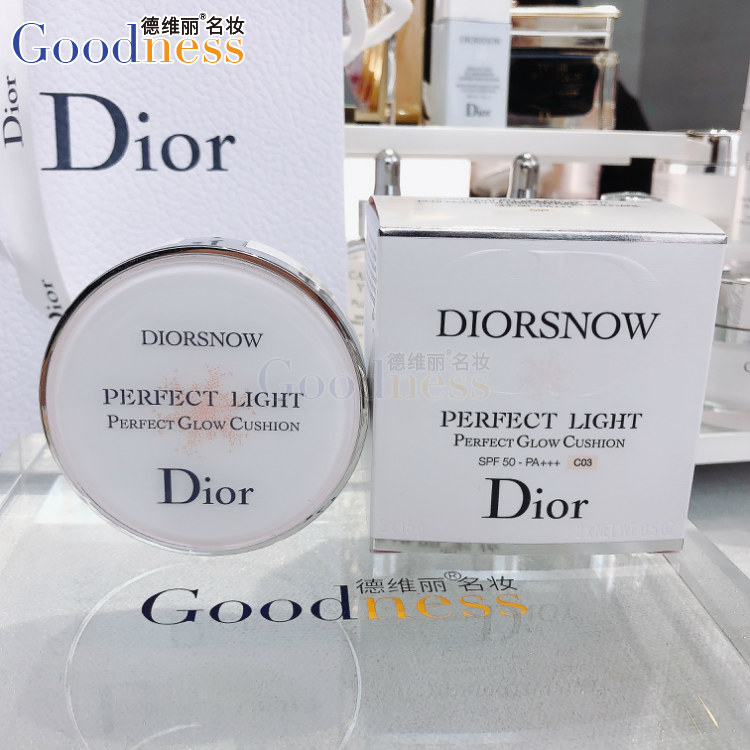 德维丽®名妆
Goodness
Dior
Dior
Dior
DIORSNOW
Dior
DIORSNOW
PERFECT LIGHT
PERFECT GLOW CUSHION
Dior
DIORSNOW
PERFECT LIGHT
PERFECT GLOW CUSHION
SPF 50 - PA+++ C03
Dior
德维丽®名妆
Goodness
德维丽®名妆
Goodness